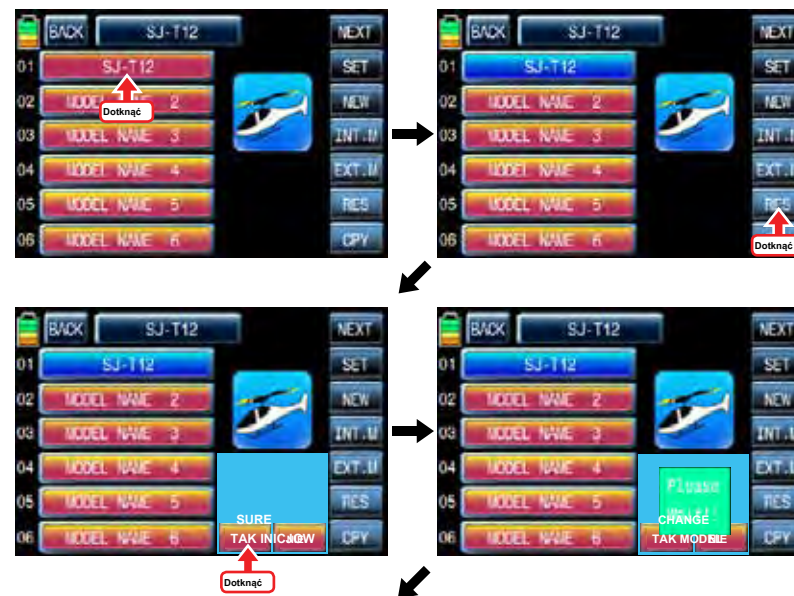 BACK SJ-T12 NEXT
01 SJ-T12 SET
02 MODEL NAME 2 NEW
Dotknąć
03 MODEL NAME 3 INT.M
04 MODEL NAME 4 EXT.M
05 MODEL NAME 5 RES
06 MODEL NAME 6 CPY
BACK SJ-T12 NEXT
01 SJ-T12 SET
02 MODEL NAME 2 NEW
03 MODEL NAME 3 INT.M
04 MODEL NAME 4 EXT.M
05 MODEL NAME 5 RES
06 MODEL NAME 6
Dotknąć
BACK SJ-T12 NEXT
01 SJ-T12 SET
02 MODEL NAME 2 NEW
03 MODEL NAME 3 INT.M
04 MODEL NAME 4 EXT.M
05 MODEL NAME 5 RES
SURE
06 MODEL NAME 6 TAK CPY
Dotknąć
BACK SJ-T12 NEXT
01 SJ-T12 SET
02 MODEL NAME 2 NEW
03 MODEL NAME 3 INT.M
04 MODEL NAME 4 EXT.M
Please
05 MODEL NAME 5 RES
CHANGE
06 MODEL NAME 6 TAK CPY